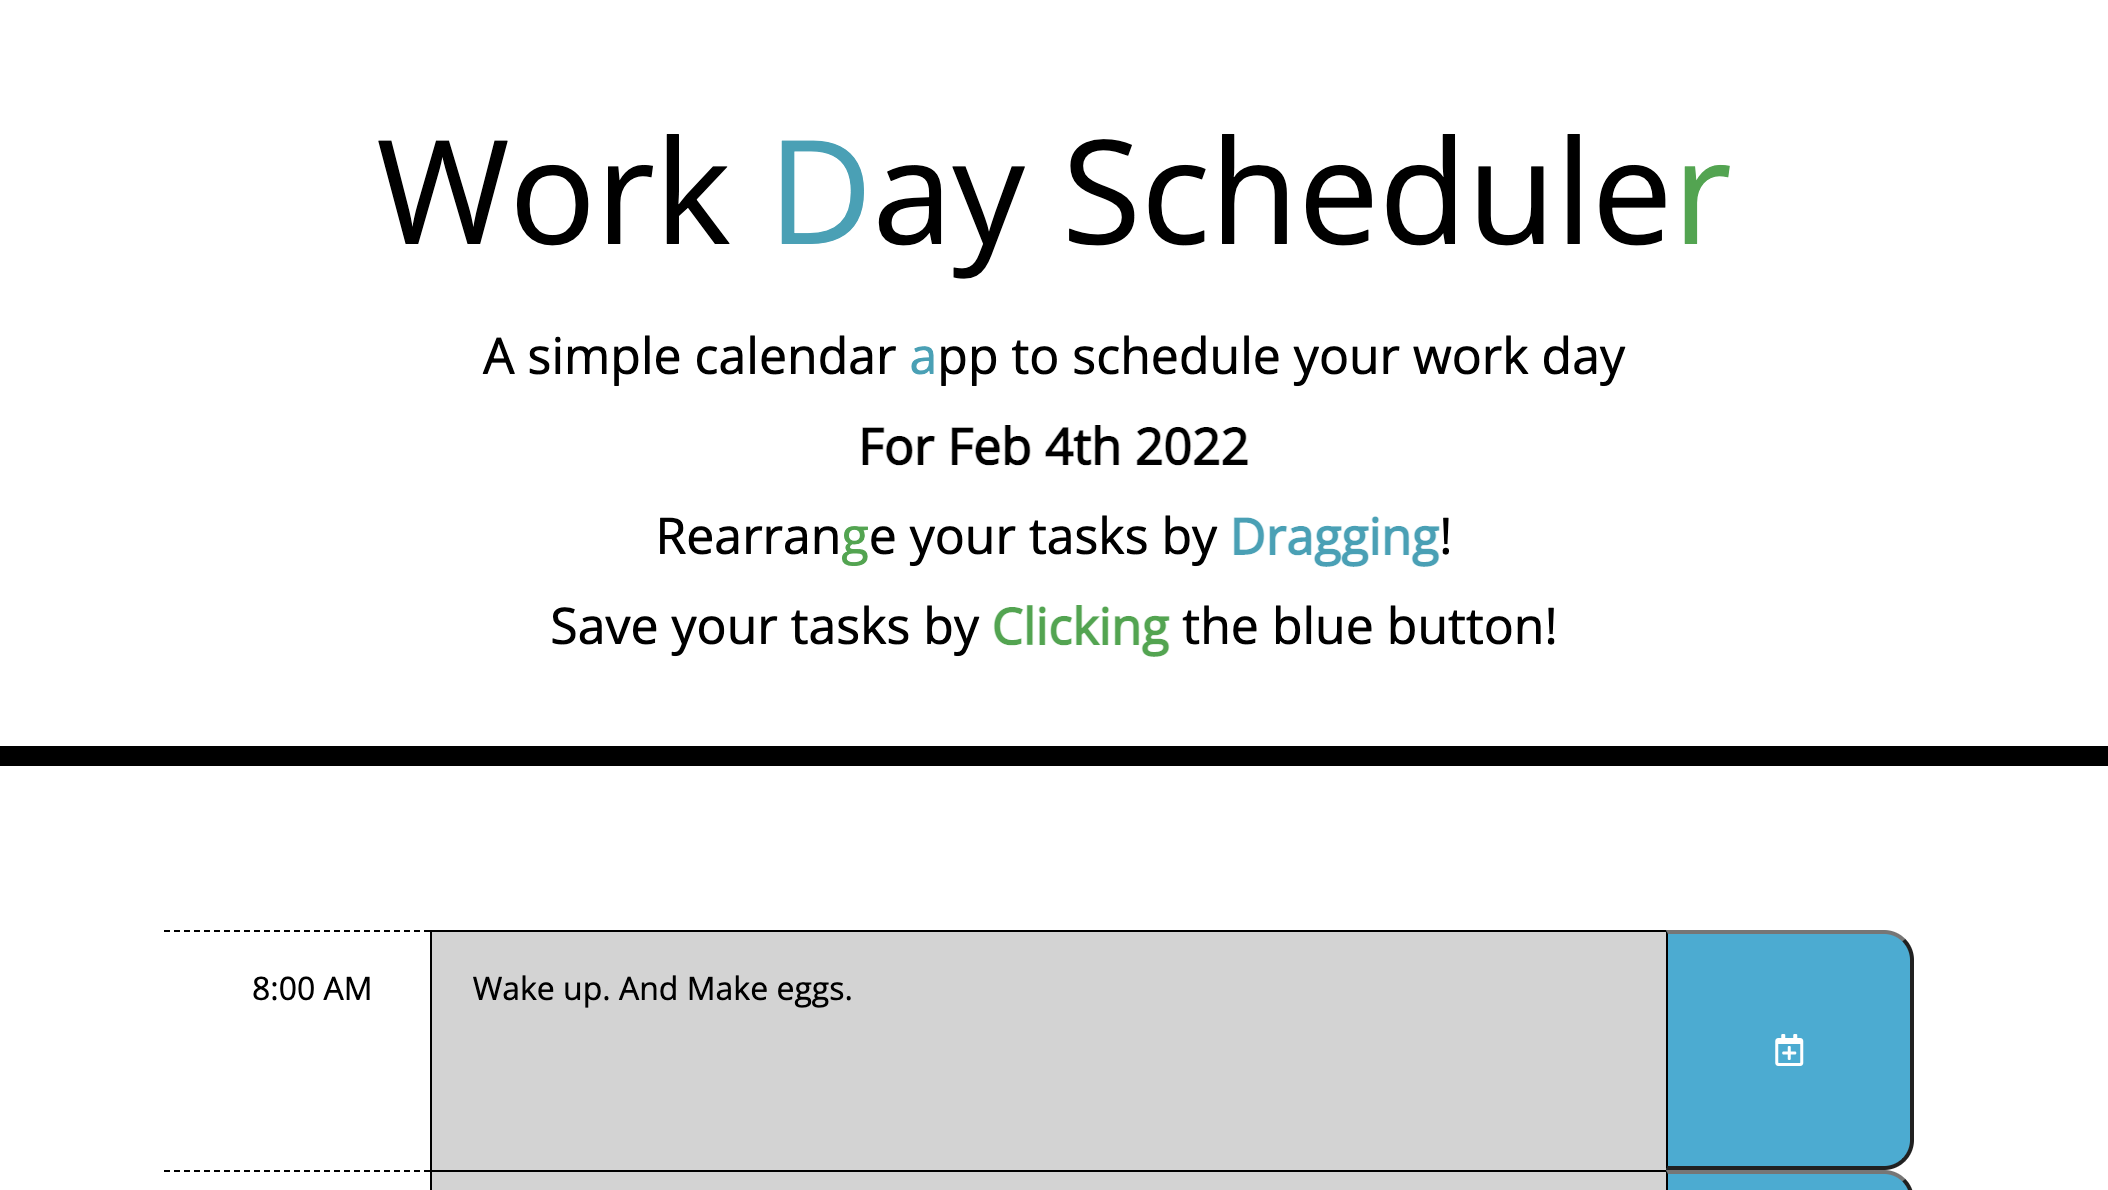 Work Day Scheduler
A simple calendar app to schedule your work day
For Feb 4th 2022
Rearrange your tasks by Dragging!
Save your tasks by Clicking the blue button!
8:00 AM
Wake up. And Make eggs.